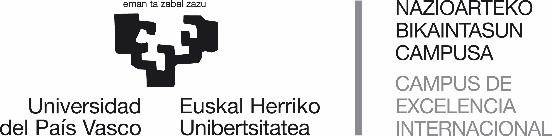 eman ta zabal zazu
Universidad
del País Vasco
Euskal Herriko
Unibertsitatea
NAZIOARTEKO
BIKAINTASUN
CAMPUSA
CAMPUS DE
EXCELENCIA
INTERNACIONAL